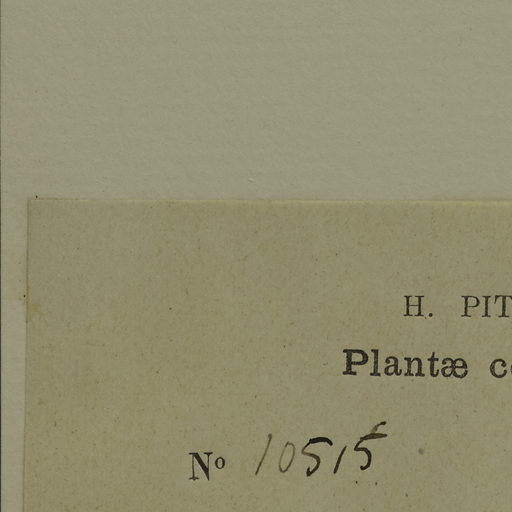 H. PIT
Plantæ c
Nº 10515